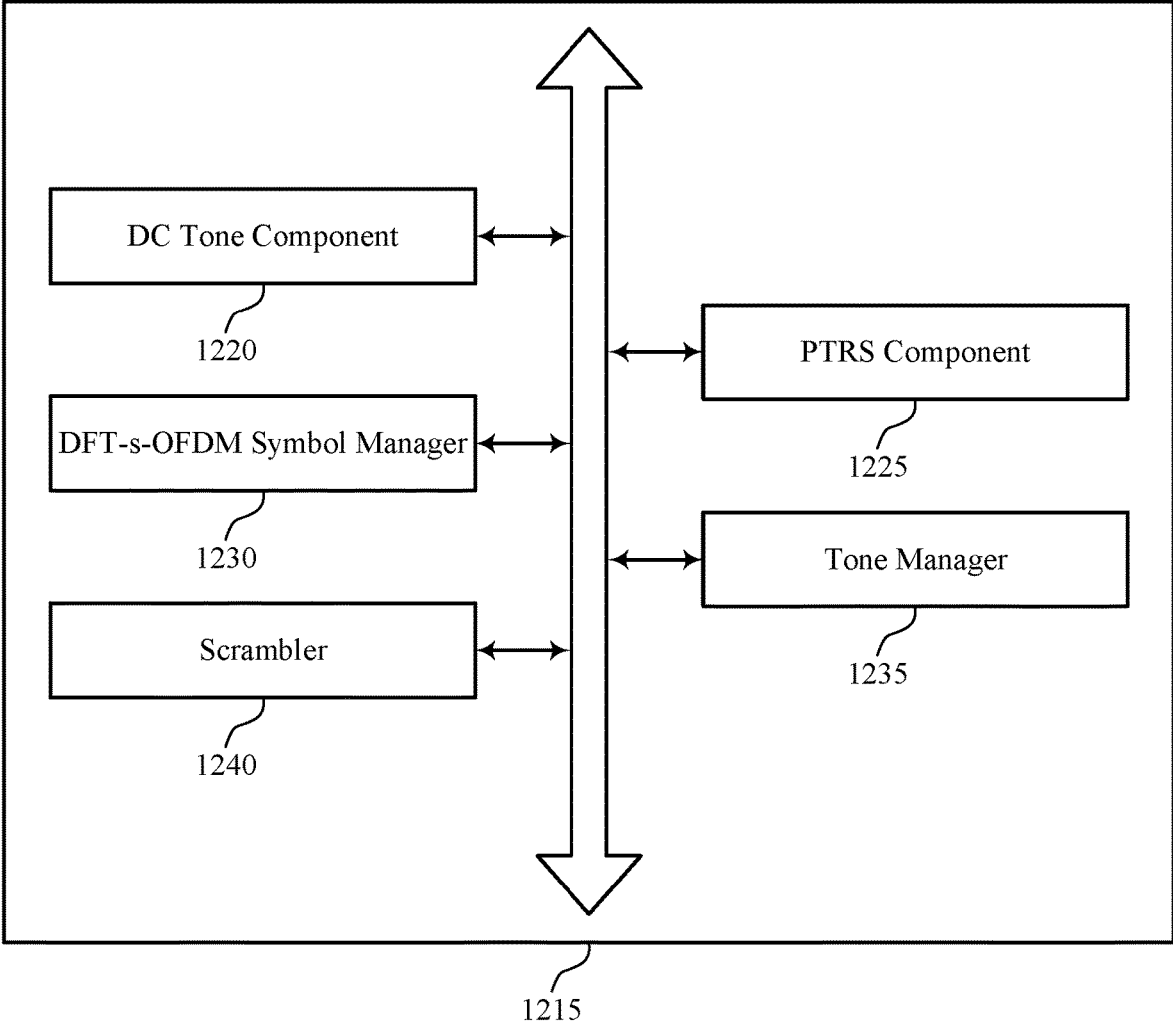 DC Tone Component
1220
PTRS Component
1225
DFT-s-OFDM Symbol Manager
1230
Tone Manager
1235
Scrambler
1240
1215